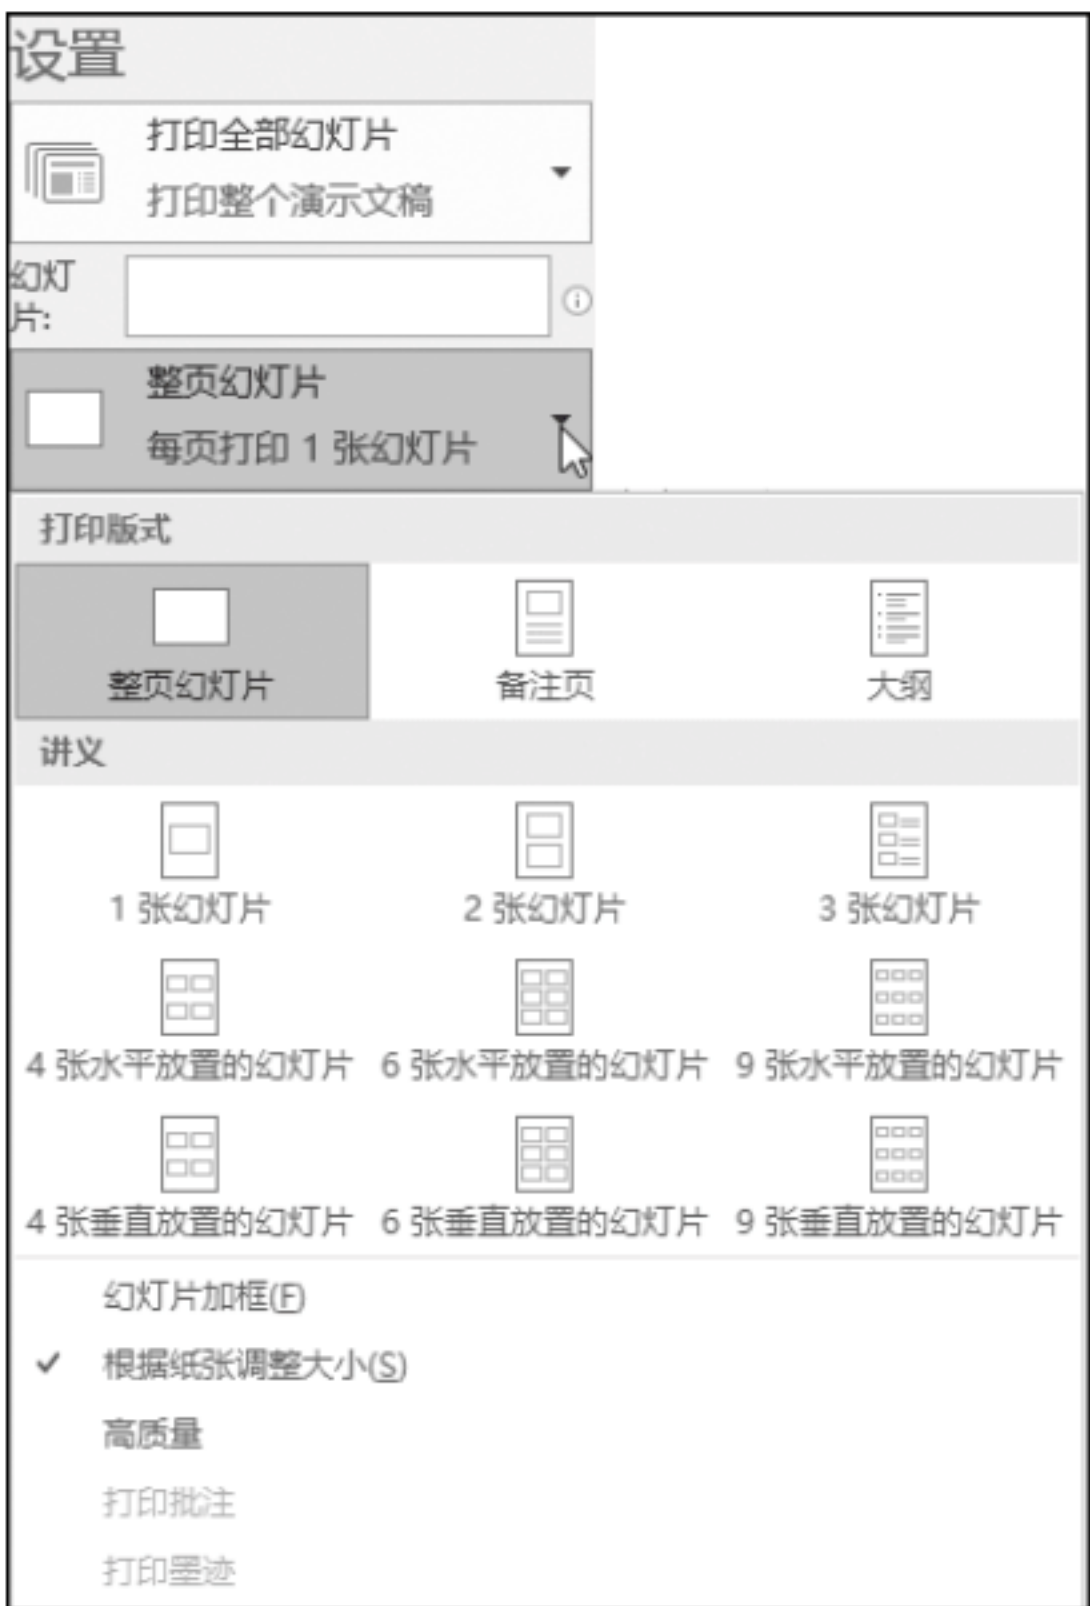 设置
打印全部幻灯片
打印整个演示文稿
幻灯
片:
整页幻灯片
每页打印 1 张幻灯片
打印版式
整页幻灯片
备注页
大纲
讲义
1 张幻灯片
2 张幻灯片
3 张幻灯片
4 张水平放置的幻灯片
6 张水平放置的幻灯片
9 张水平放置的幻灯片
4 张垂直放置的幻灯片
6 张垂直放置的幻灯片
9 张垂直放置的幻灯片
幻灯片加框(F)
根据纸张调整大小(S)
高质量
打印批注
打印墨迹